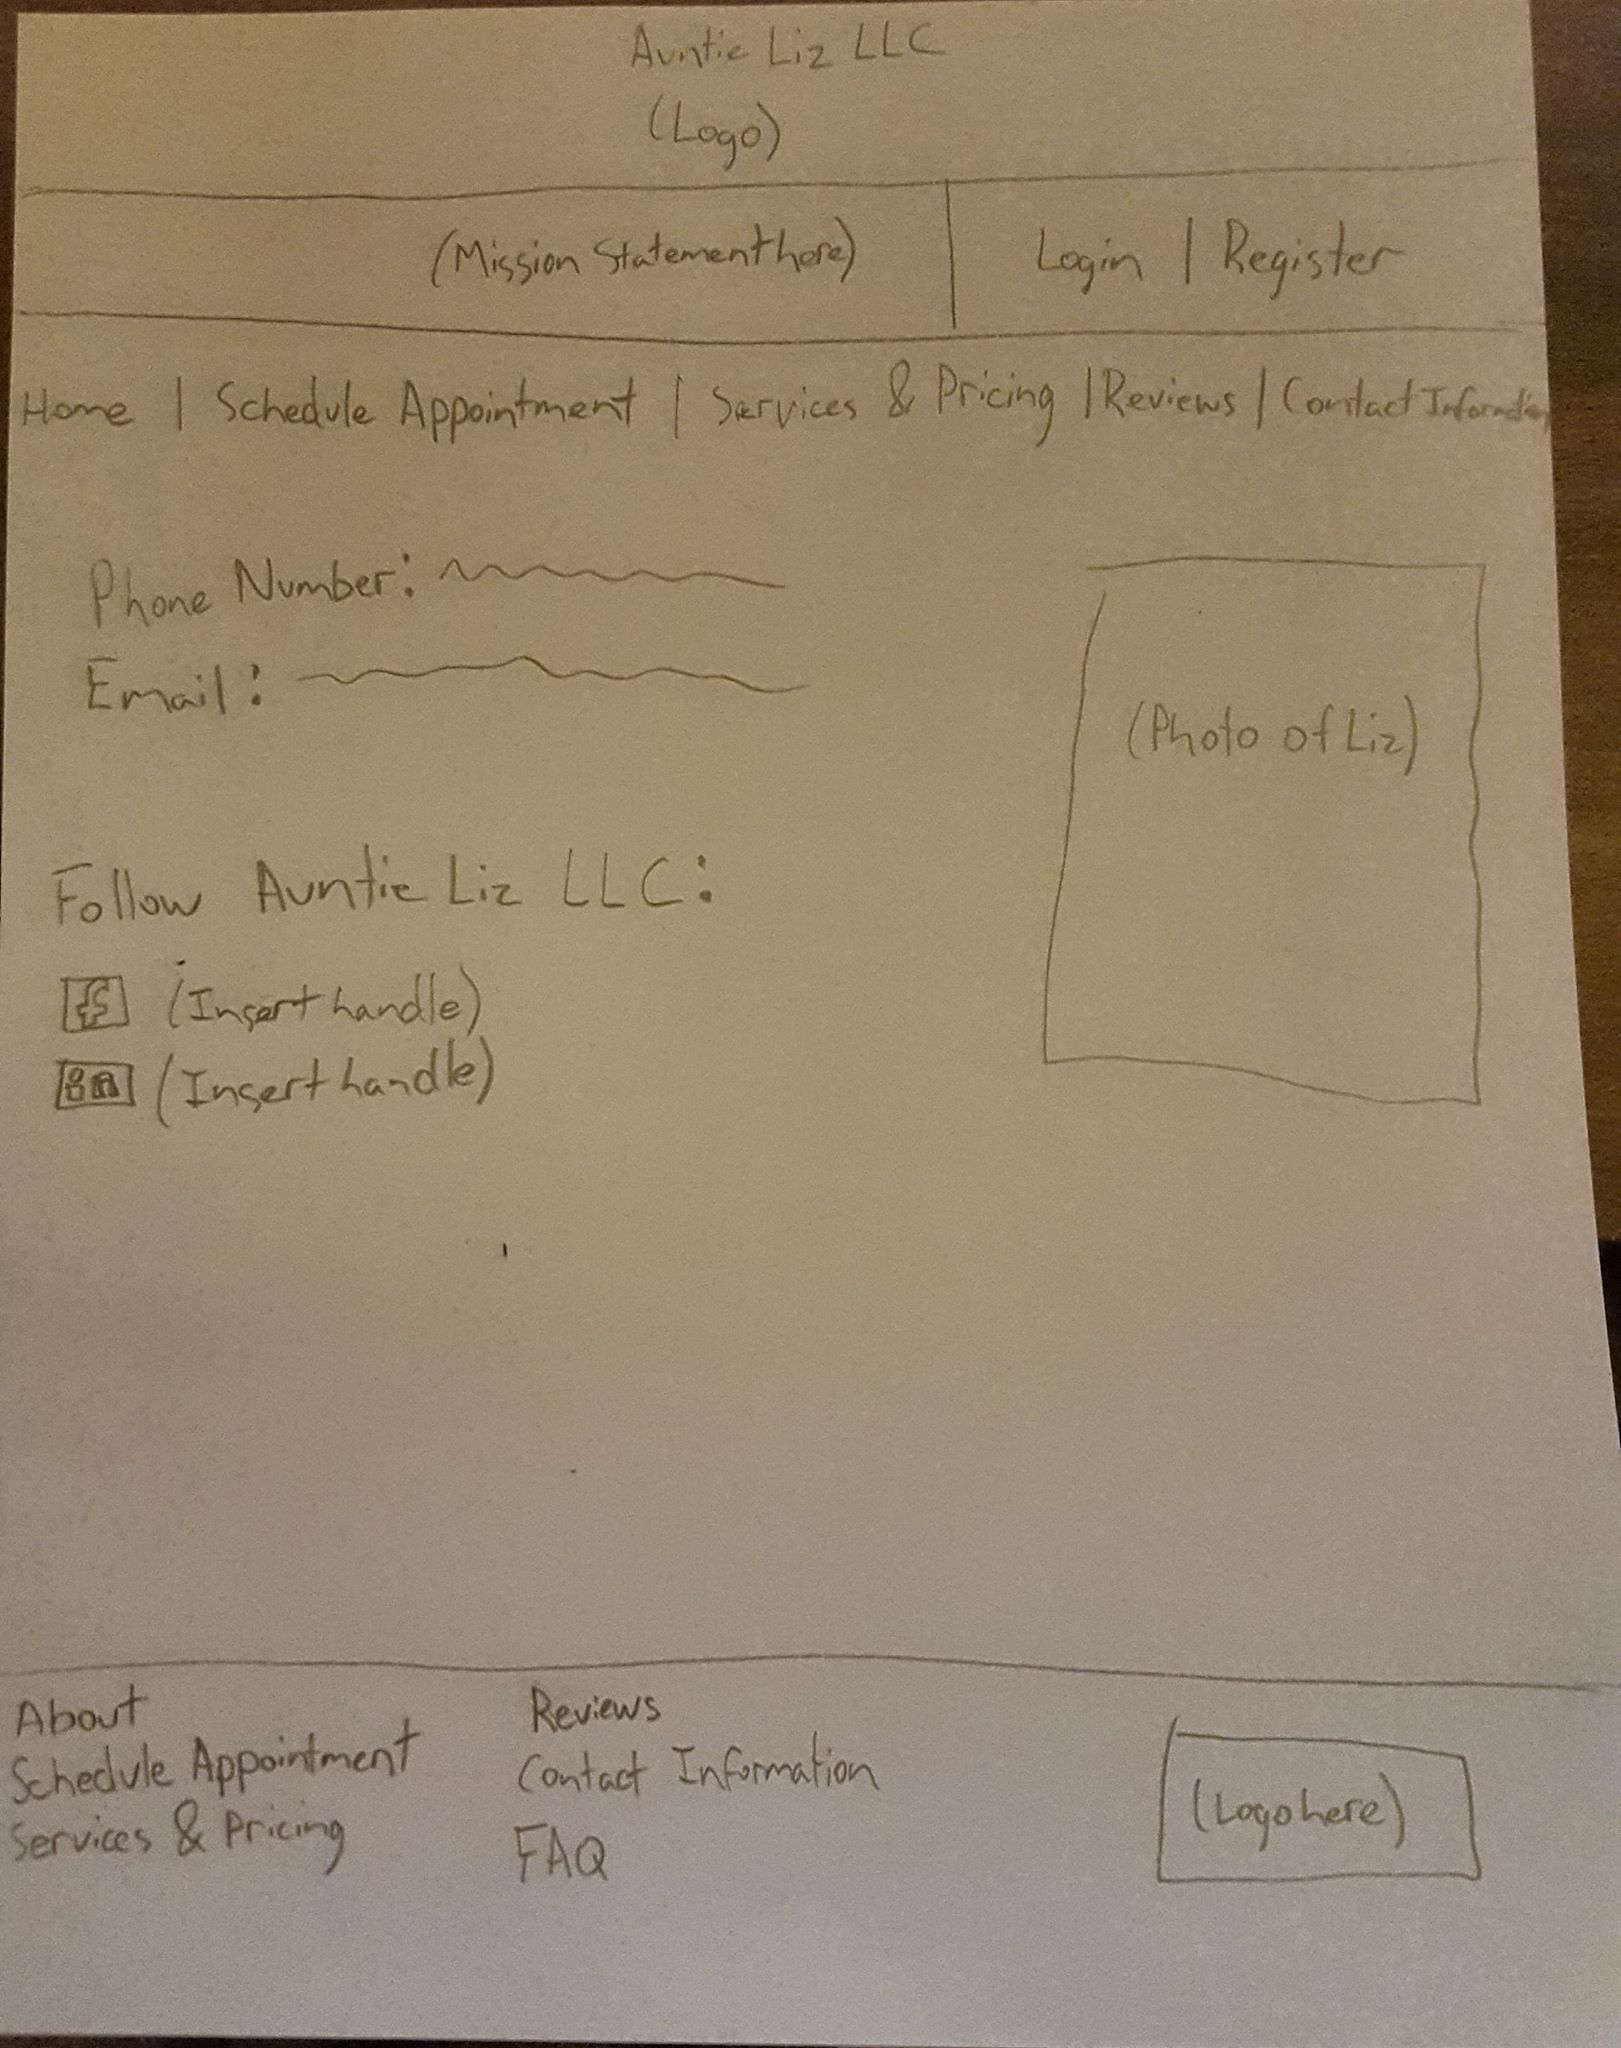 Auntie Liz LLC
(Logo)
(Mission Statement here)
Login | Register
Home | Schedule Appointment | Services & Pricing | Reviews | Contact Information
Phone Number:
Email:
(Photo of Liz)
Follow Auntie Liz LLC:
f (Insert handle)
in (Insert handle)
About
Schedule Appointment
Services & Pricing
Reviews
Contact Information
FAQ
(Logo here)